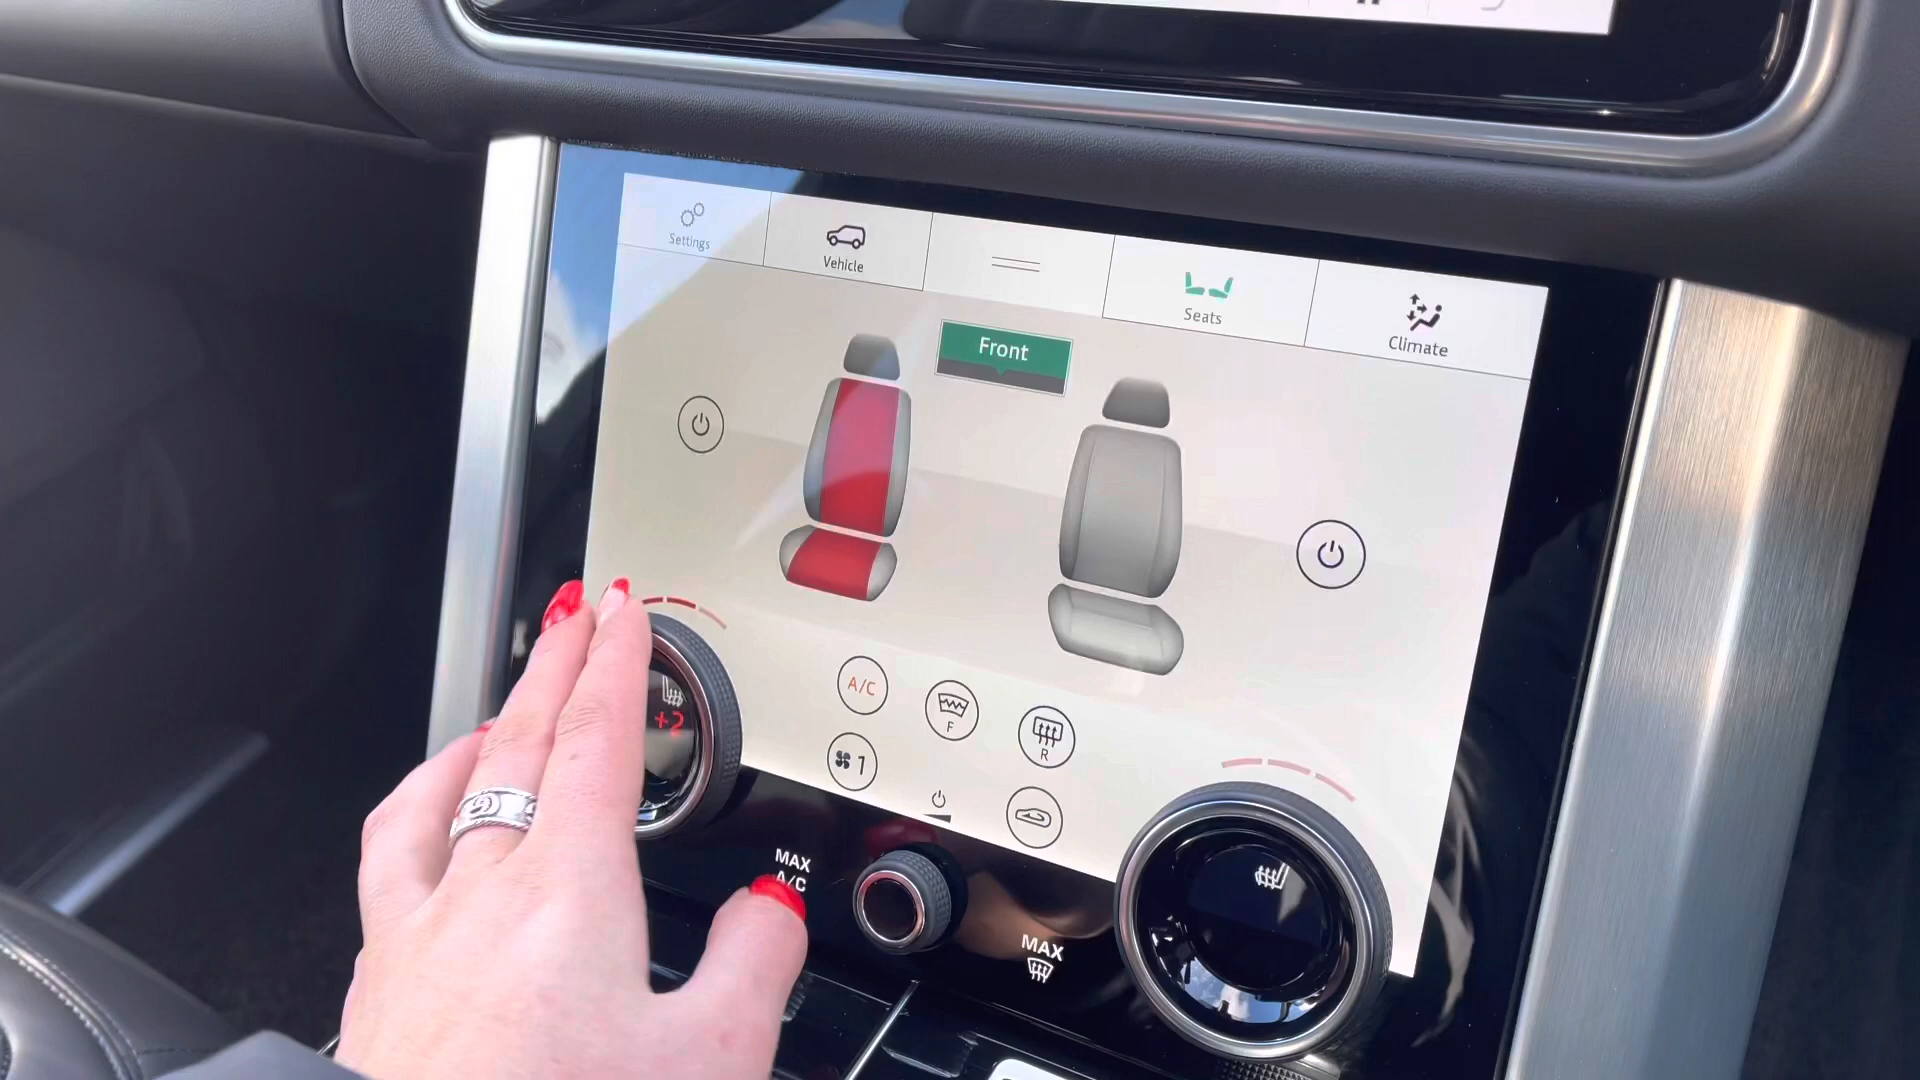 Settings
Vehicle
Seats
Climate
Front
+2
A/C
F
R
1
MAX
A/C
MAX